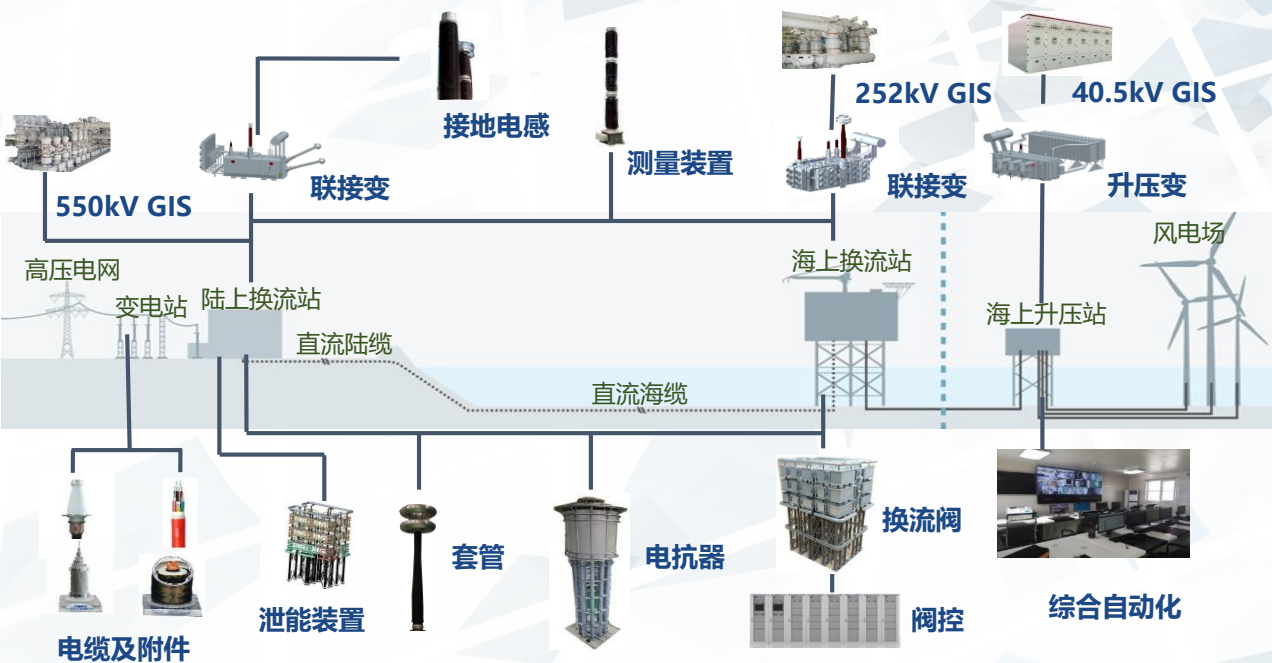 接地电感
252kV GIS
40.5kV GIS
测量装置
联接变
联接变
升压变
550kV GIS
风电场
高压电网
海上换流站
变电站
陆上换流站
海上升压站
直流陆缆
直流海缆
换流阀
套管
电抗器
综合自动化
泄能装置
阀控
电缆及附件